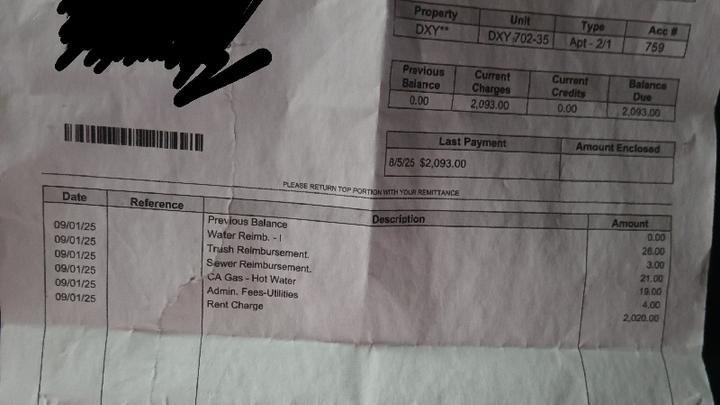 Property Unit Type Acc #
DXY** DXY-702-35 Apt - 2/1 759
Previous Balance Current Charges Current Credits Balance Due
0.00 2,093.00 0.00 2,093.00
Last Payment Amount Enclosed
8/5/25 $2,093.00
PLEASE RETURN TOP PORTION WITH YOUR REMITTANCE
Date Reference Description Amount
Previous Balance 0.00
09/01/25 Water Reimb. - I 26.00
09/01/25 Trash Reimbursement. 3.00
09/01/25 Sewer Reimbursement. 21.00
09/01/25 CA Gas - Hot Water 19.00
09/01/25 Admin. Fees-Utilities 4.00
09/01/25 Rent Charge 2,020.00